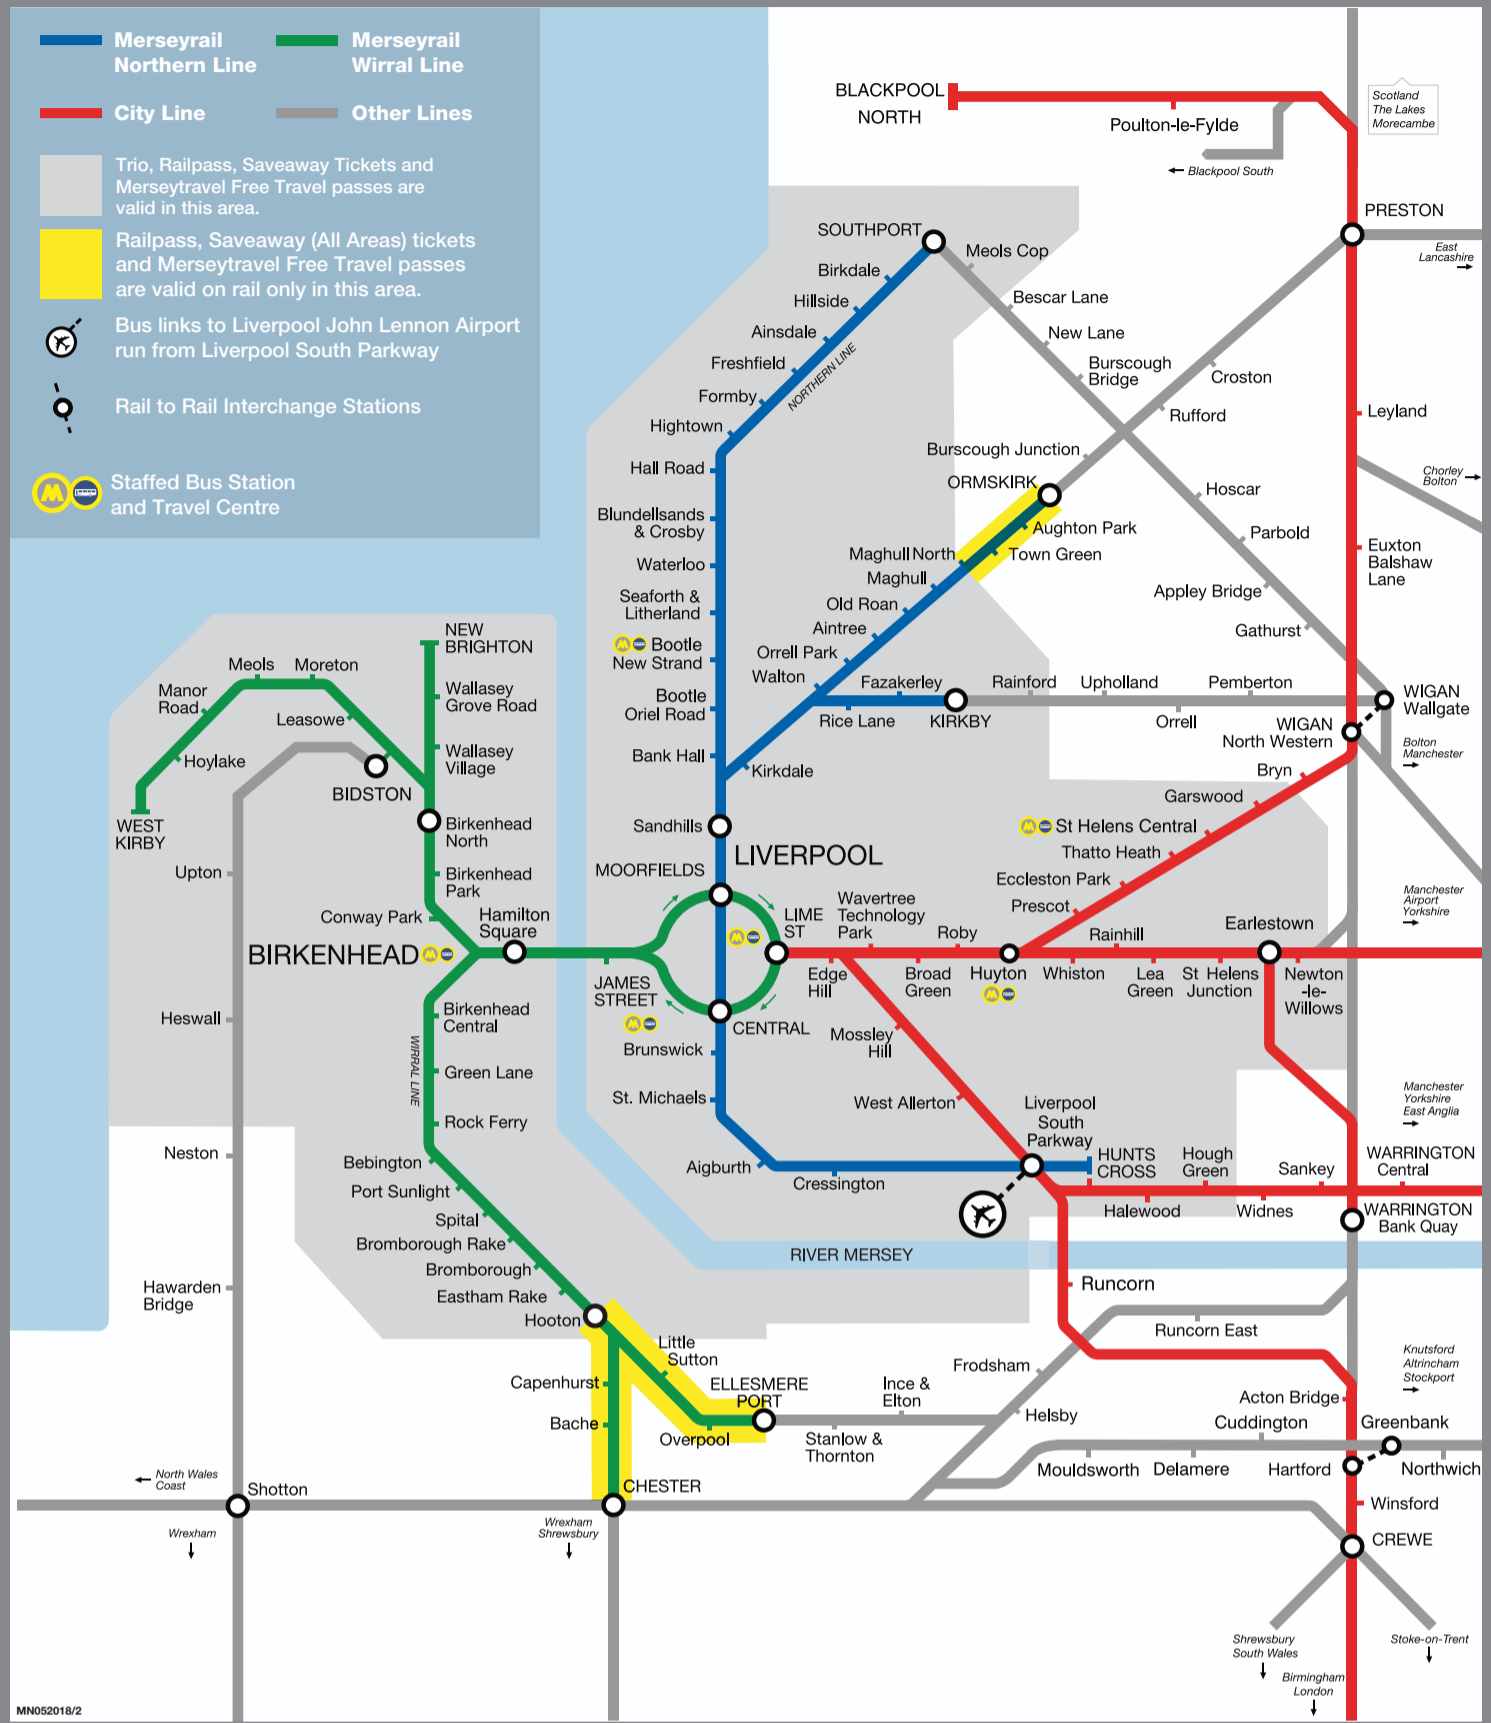 Merseyrail
Northern Line
Merseyrail
Wirral Line
City Line
Other Lines
Trio, Railpass, Saveaway Tickets and
Merseytravel Free Travel passes are
valid in this area.
Railpass, Saveaway (All Areas) tickets
and Merseytravel Free Travel passes
are valid on rail only in this area.
Bus links to Liverpool John Lennon Airport
run from Liverpool South Parkway
Rail to Rail Interchange Stations
M
Staffed Bus Station
and Travel Centre
BLACKPOOL
NORTH
Poulton-le-Fylde
Blackpool South
Scotland
The Lakes
Morecambe
PRESTON
East
Lancashire
SOUTHPORT
Meols Cop
Birkdale
Bescar Lane
Hillside
New Lane
Ainsdale
Burscough
Bridge
Freshfield
NORTHERN LINE
Croston
Formby
Rufford
Leyland
Hightown
Burscough Junction
Hall Road
ORMSKIRK
Hoscar
Chorley
Bolton
Blundellsands
& Crosby
Aughton Park
Parbold
Maghull North
Town Green
Euxton
Balshaw
Lane
Waterloo
Maghull
Appley Bridge
Seaforth &
Litherland
Old Roan
Aintree
Gathurst
M
Bootle
New Strand
Orrell Park
Walton
Fazakerley
Rainford
Upholland
Pemberton
WIGAN
Wallgate
Bootle
Oriel Road
Rice Lane
KIRKBY
Orrell
WIGAN
North Western
Bolton
Manchester
Bank Hall
Kirkdale
Bryn
Garswood
NEW
BRIGHTON
Meols
Moreton
Manor
Road
Wallasey
Grove Road
Leasowe
Hoylake
Wallasey
Village
BIDSTON
WEST
KIRBY
Birkenhead
North
Sandhills
M
St Helens Central
LIVERPOOL
Thatto Heath
Upton
Birkenhead
Park
MOORFIELDS
Eccleston Park
Manchester
Airport
Yorkshire
Conway Park
Hamilton
Square
LIME
ST
Wavertree
Technology
Park
Prescot
Roby
Rainhill
Earlestown
BIRKENHEAD
M
M
JAMES
STREET
M
Edge
Hill
Broad
Green
Huyton
M
Whiston
Lea
Green
St Helens
Junction
Newton
-le-
Willows
Heswall
Birkenhead
Central
CENTRAL
Mossley
Hill
Brunswick
WIRRAL LINE
Green Lane
St. Michaels
West Allerton
Liverpool
South
Parkway
Manchester
Yorkshire
East Anglia
Rock Ferry
Neston
Bebington
Aigburth
Cressington
HUNTS
CROSS
Hough
Green
Sankey
WARRINGTON
Central
Port Sunlight
Halewood
Widnes
WARRINGTON
Bank Quay
Spital
Bromborough Rake
RIVER MERSEY
Bromborough
Hawarden
Bridge
Eastham Rake
Runcorn
Hooton
Runcorn East
Little
Sutton
Knutsford
Altrincham
Stockport
Frodsham
Capenhurst
ELLESMERE
PORT
Ince &
Elton
Acton Bridge
Bache
Helsby
Cuddington
Greenbank
Overpool
Stanlow &
Thornton
Mouldsworth
Delamere
Hartford
Northwich
North Wales
Coast
Shotton
CHESTER
Winsford
Wrexham
Wrexham
Shrewsbury
CREWE
Shrewsbury
South Wales
Stoke-on-Trent
Birmingham
London
MN052018/2